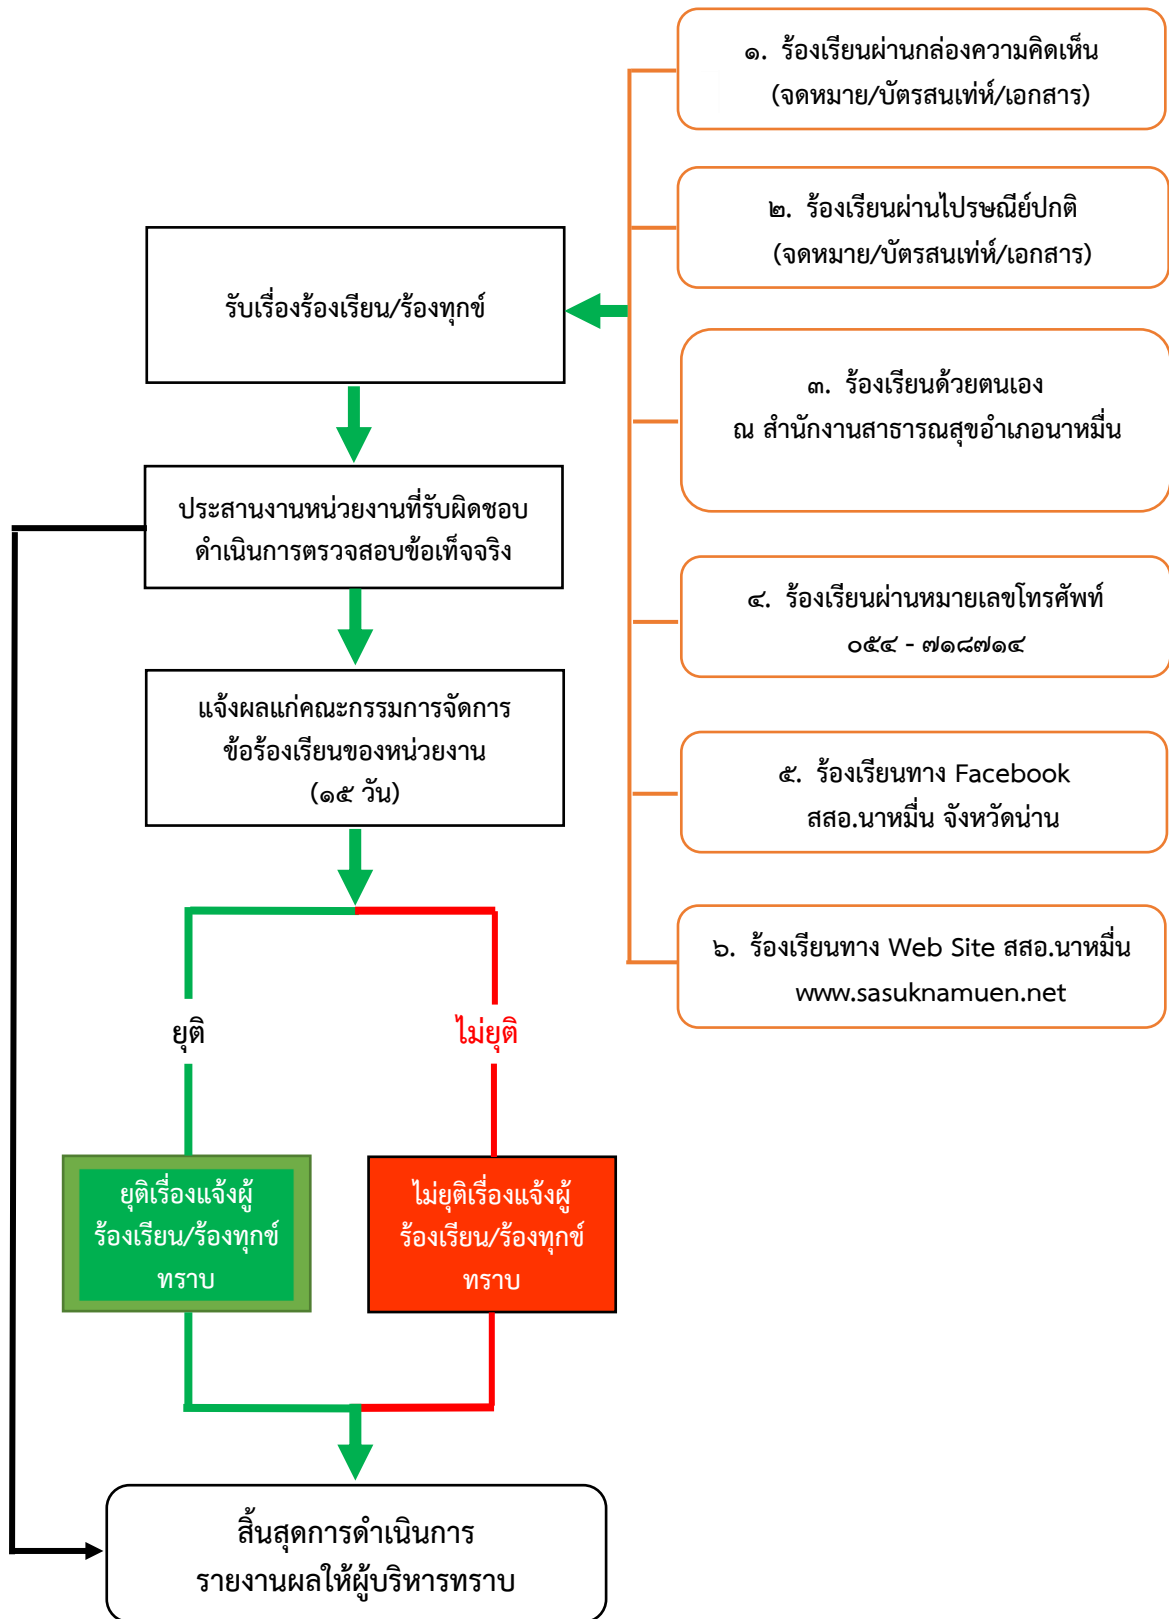 ๑. ร้องเรียนผ่านกล่องความคิดเห็น
(จดหมาย/บัตรสนเท่ห์/เอกสาร)
๒. ร้องเรียนผ่านไปรษณีย์ปกติ
(จดหมาย/บัตรสนเท่ห์/เอกสาร)
รับเรื่องร้องเรียน/ร้องทุกข์
๓. ร้องเรียนด้วยตนเอง
ณ สำนักงานสาธารณสุขอำเภอนาหมื่น
ประสานงานหน่วยงานที่รับผิดชอบ
ดำเนินการตรวจสอบข้อเท็จจริง
๔. ร้องเรียนผ่านหมายเลขโทรศัพท์
๐๕๔ - ๗๑๘๗๑๔
แจ้งผลแก่คณะกรรมการจัดการ
ข้อร้องเรียนของหน่วยงาน
(๑๕ วัน)
๕. ร้องเรียนทาง Facebook
สสอ.นาหมื่น จังหวัดน่าน
๖. ร้องเรียนทาง Web Site สสอ.นาหมื่น
www.sasuknamuen.net
ยุติ
ไม่ยุติ
ยุติเรื่องแจ้งผู้
ร้องเรียน/ร้องทุกข์
ทราบ
ไม่ยุติเรื่องแจ้งผู้
ร้องเรียน/ร้องทุกข์
ทราบ
สิ้นสุดการดำเนินการ
รายงานผลให้ผู้บริหารทราบ